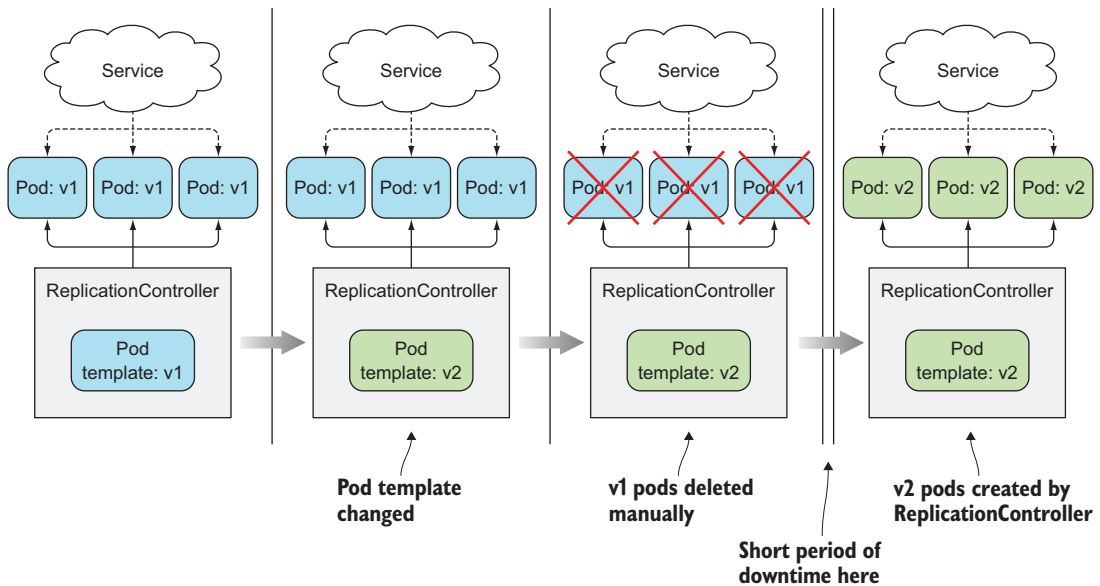 Service
Pod: v1
Pod: v1
Pod: v1
ReplicationController
Pod
template: v1
Service
Pod: v1
Pod: v1
Pod: v1
ReplicationController
Pod
template: v2
Pod template
changed
Service
Pod: v1
Pod: v1
Pod: v1
ReplicationController
Pod
template: v2
v1 pods deleted
manually
Short period of
downtime here
Service
Pod: v2
Pod: v2
Pod: v2
ReplicationController
Pod
template: v2
v2 pods created by
ReplicationController